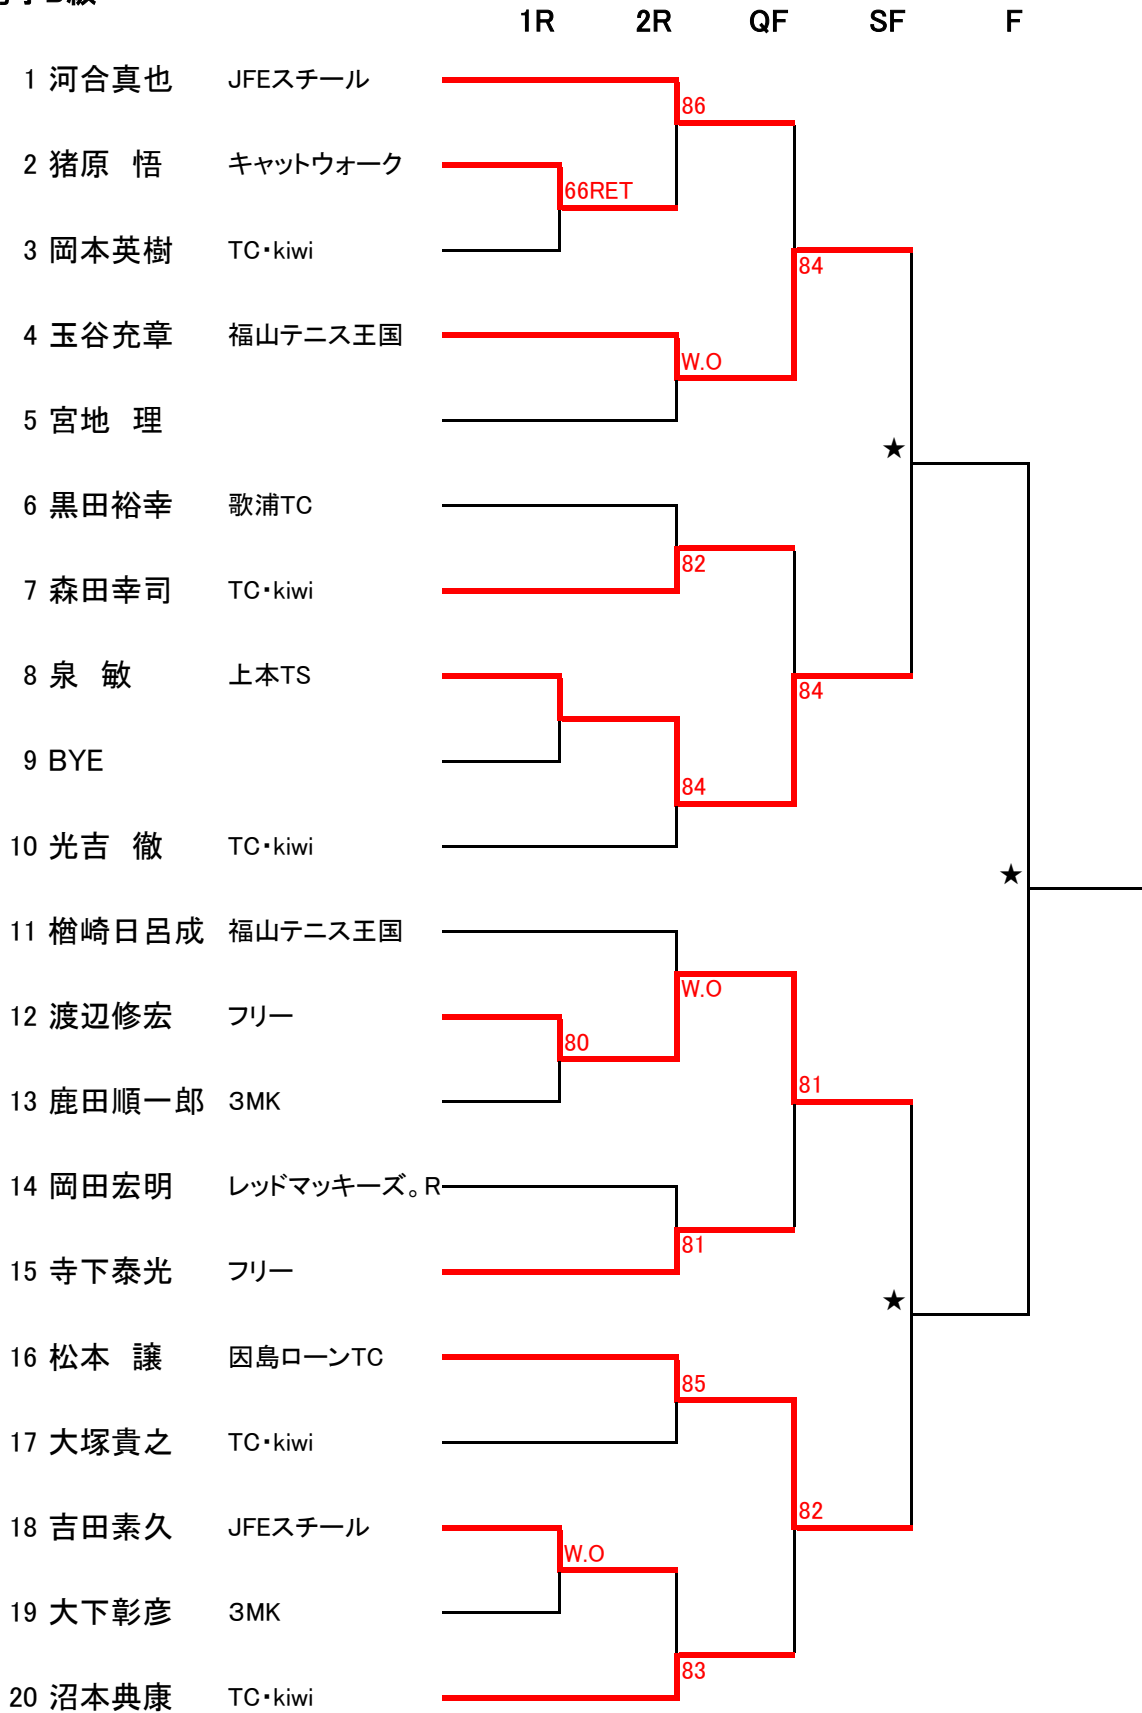 1R 2R QF SF F
1 河合真也 JFEスチール
86
2 猪原 悟 キャットウォーク
66RET
3 岡本英樹 TC・kiwi
84
4 玉谷充章 福山テニス王国
W.O
5 宮地 理
★
6 黒田裕幸 歌浦TC
82
7 森田幸司 TC・kiwi
8 泉 敏 上本TS
84
9 BYE
84
10 光吉 徹 TC・kiwi
★
11 楢崎日呂成 福山テニス王国
W.O
12 渡辺修宏 フリー
80
81
13 鹿田順一郎 3MK
14 岡田宏明 レッドマッキーズ。R
81
15 寺下泰光 フリー
★
16 松本 譲 因島ローンTC
85
17 大塚貴之 TC・kiwi
82
18 吉田素久 JFEスチール
W.O
19 大下彰彦 3MK
83
20 沼本典康 TC・kiwi